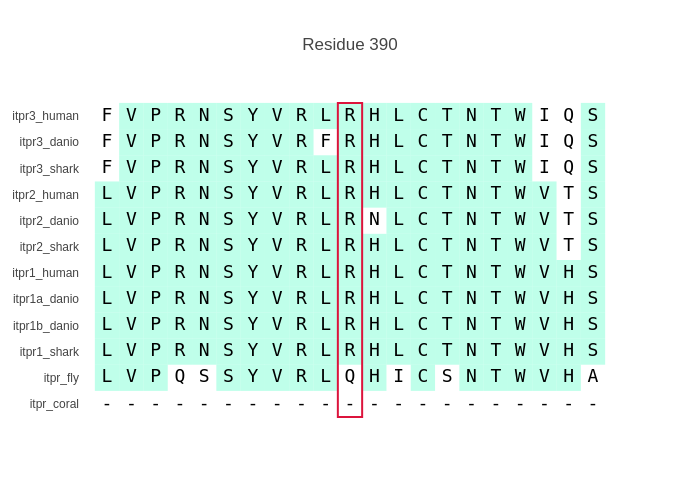 Residue 390
itpr3_human F V P R N S Y V R L R H L C T N T W I Q S
itpr3_danio F V P R N S Y V R F R H L C T N T W I Q S
itpr3_shark F V P R N S Y V R L R H L C T N T W I Q S
itpr2_human L V P R N S Y V R L R H L C T N T W V T S
itpr2_danio L V P R N S Y V R L R N L C T N T W V T S
itpr2_shark L V P R N S Y V R L R H L C T N T W V T S
itpr1_human L V P R N S Y V R L R H L C T N T W V H S
itpr1a_danio L V P R N S Y V R L R H L C T N T W V H S
itpr1b_danio L V P R N S Y V R L R H L C T N T W V H S
itpr1_shark L V P R N S Y V R L R H L C T N T W V H S
itpr_fly L V P Q S S Y V R L Q H I C S N T W V H A
itpr_coral - - - - - - - - - - - - - - - - - - - - -